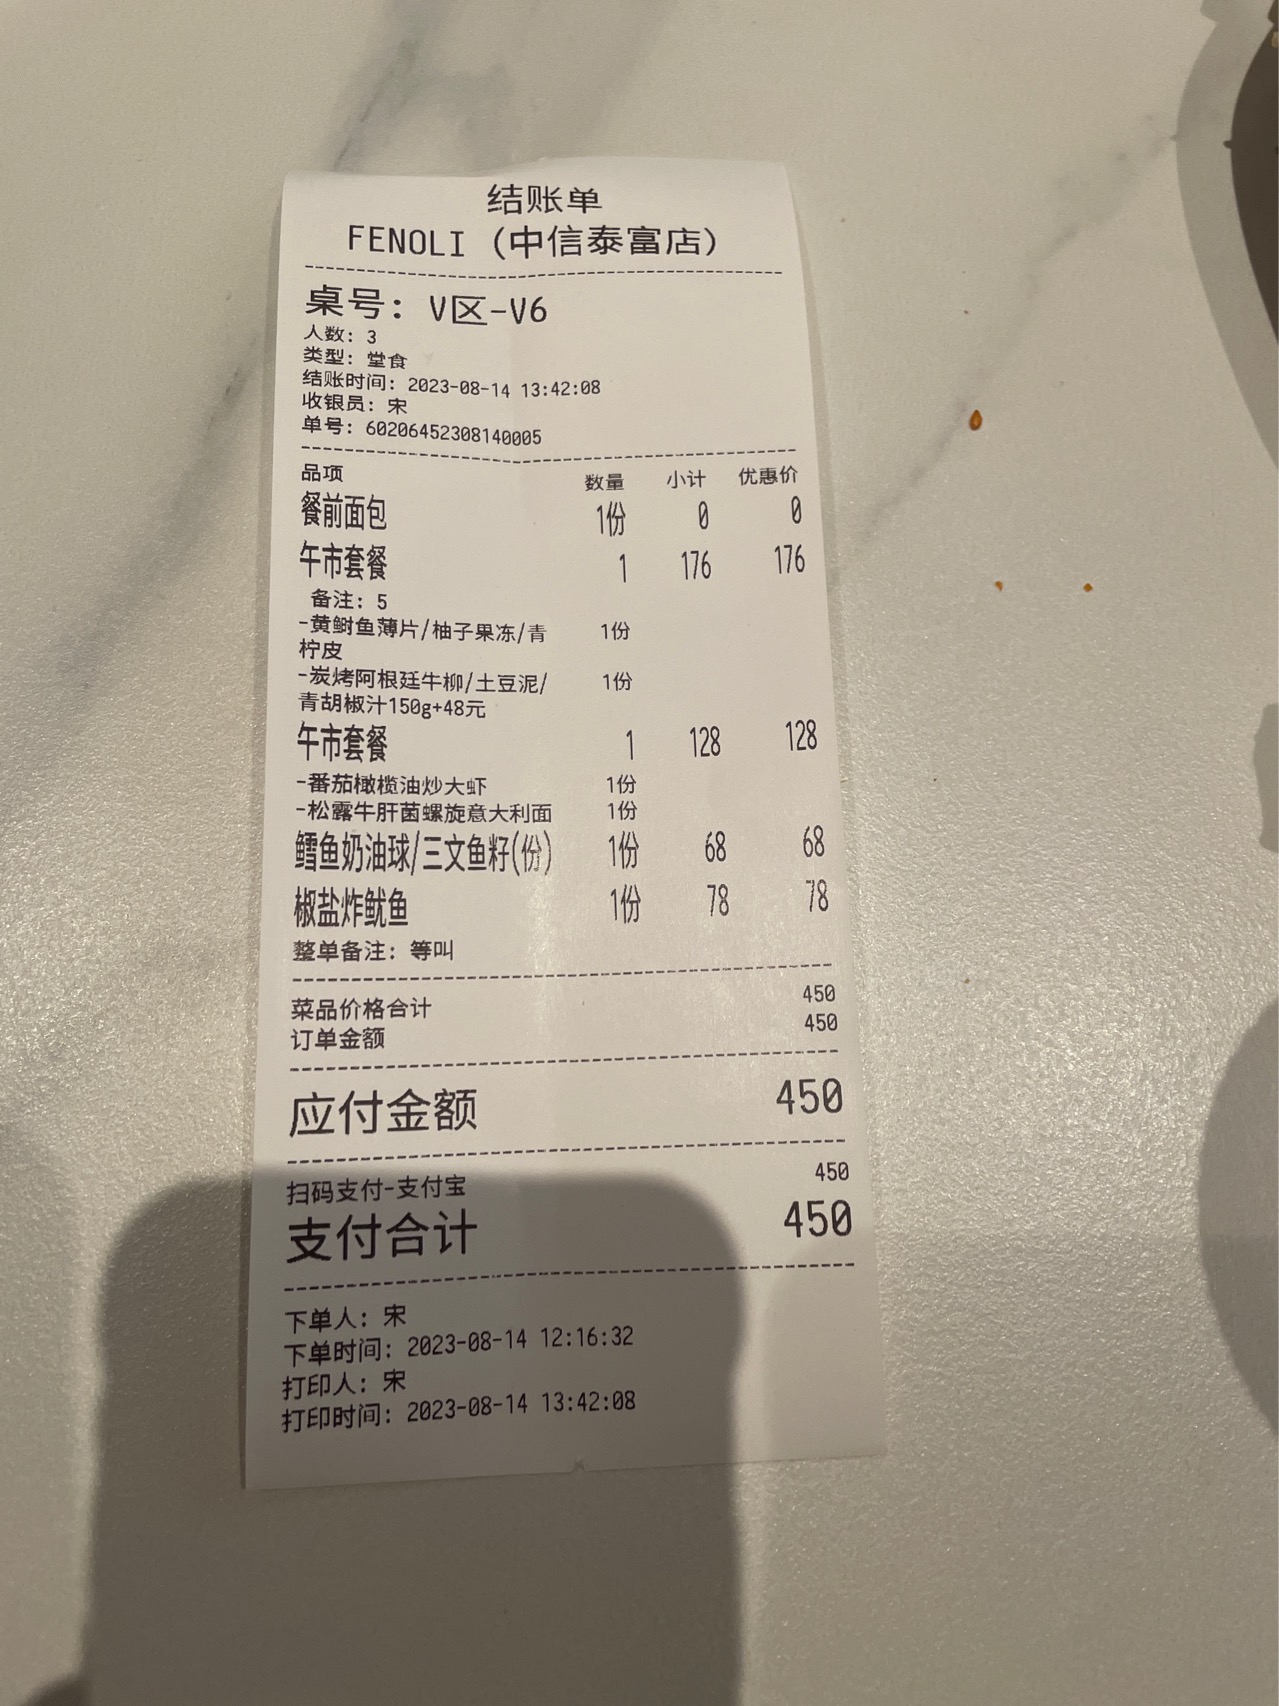 结账单
FENOLI (中信泰富店)
桌号: V区-V6
人数: 3
类型: 堂食
结账时间: 2023-08-14 13:42:08
收银员: 宋
单号: 60206452308140005
品项 数量 小计 优惠价
餐前面包 1份 0 0
午市套餐 1 176 176
备注: 5
-黄鲥鱼薄片/柚子果冻/青 1份
柠皮
-炭烤阿根廷牛柳/土豆泥/ 1份
青胡椒汁150g+48元
午市套餐 1 128 128
-番茄橄榄油炒大虾 1份
-松露牛肝菌螺旋意大利面 1份
鳕鱼奶油球/三文鱼籽(份) 1份 68 68
椒盐炸鱿鱼 1份 78 78
整单备注: 等叫
菜品价格合计 450
订单金额 450
应付金额 450
扫码支付-支付宝 450
支付合计 450
下单人: 宋
下单时间: 2023-08-14 12:16:32
打印人: 宋
打印时间: 2023-08-14 13:42:08